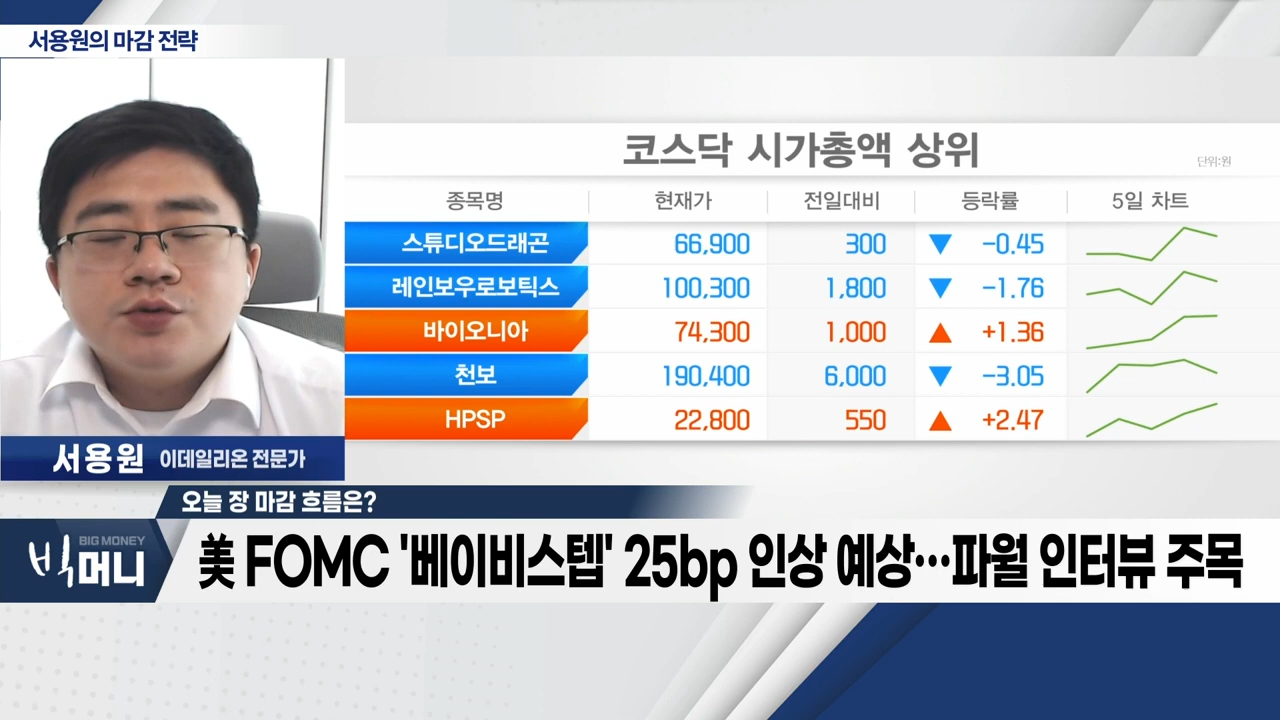 서용원의 마감 전략
코스닥 시가총액 상위
단위:원
종목명 현재가 전일대비 등락률 5일 차트
스튜디오드래곤 66,900 300 ▼ -0.45
레인보우로보틱스 100,300 1,800 ▼ -1.76
바이오니아 74,300 1,000 ▲ +1.36
천보 190,400 6,000 ▼ -3.05
HPSP 22,800 550 ▲ +2.47
서용원 이데일리온 전문가
오늘 장 마감 흐름은?
BIG MONEY
빅머니
美 FOMC '베이비스텝' 25bp 인상 예상…파월 인터뷰 주목